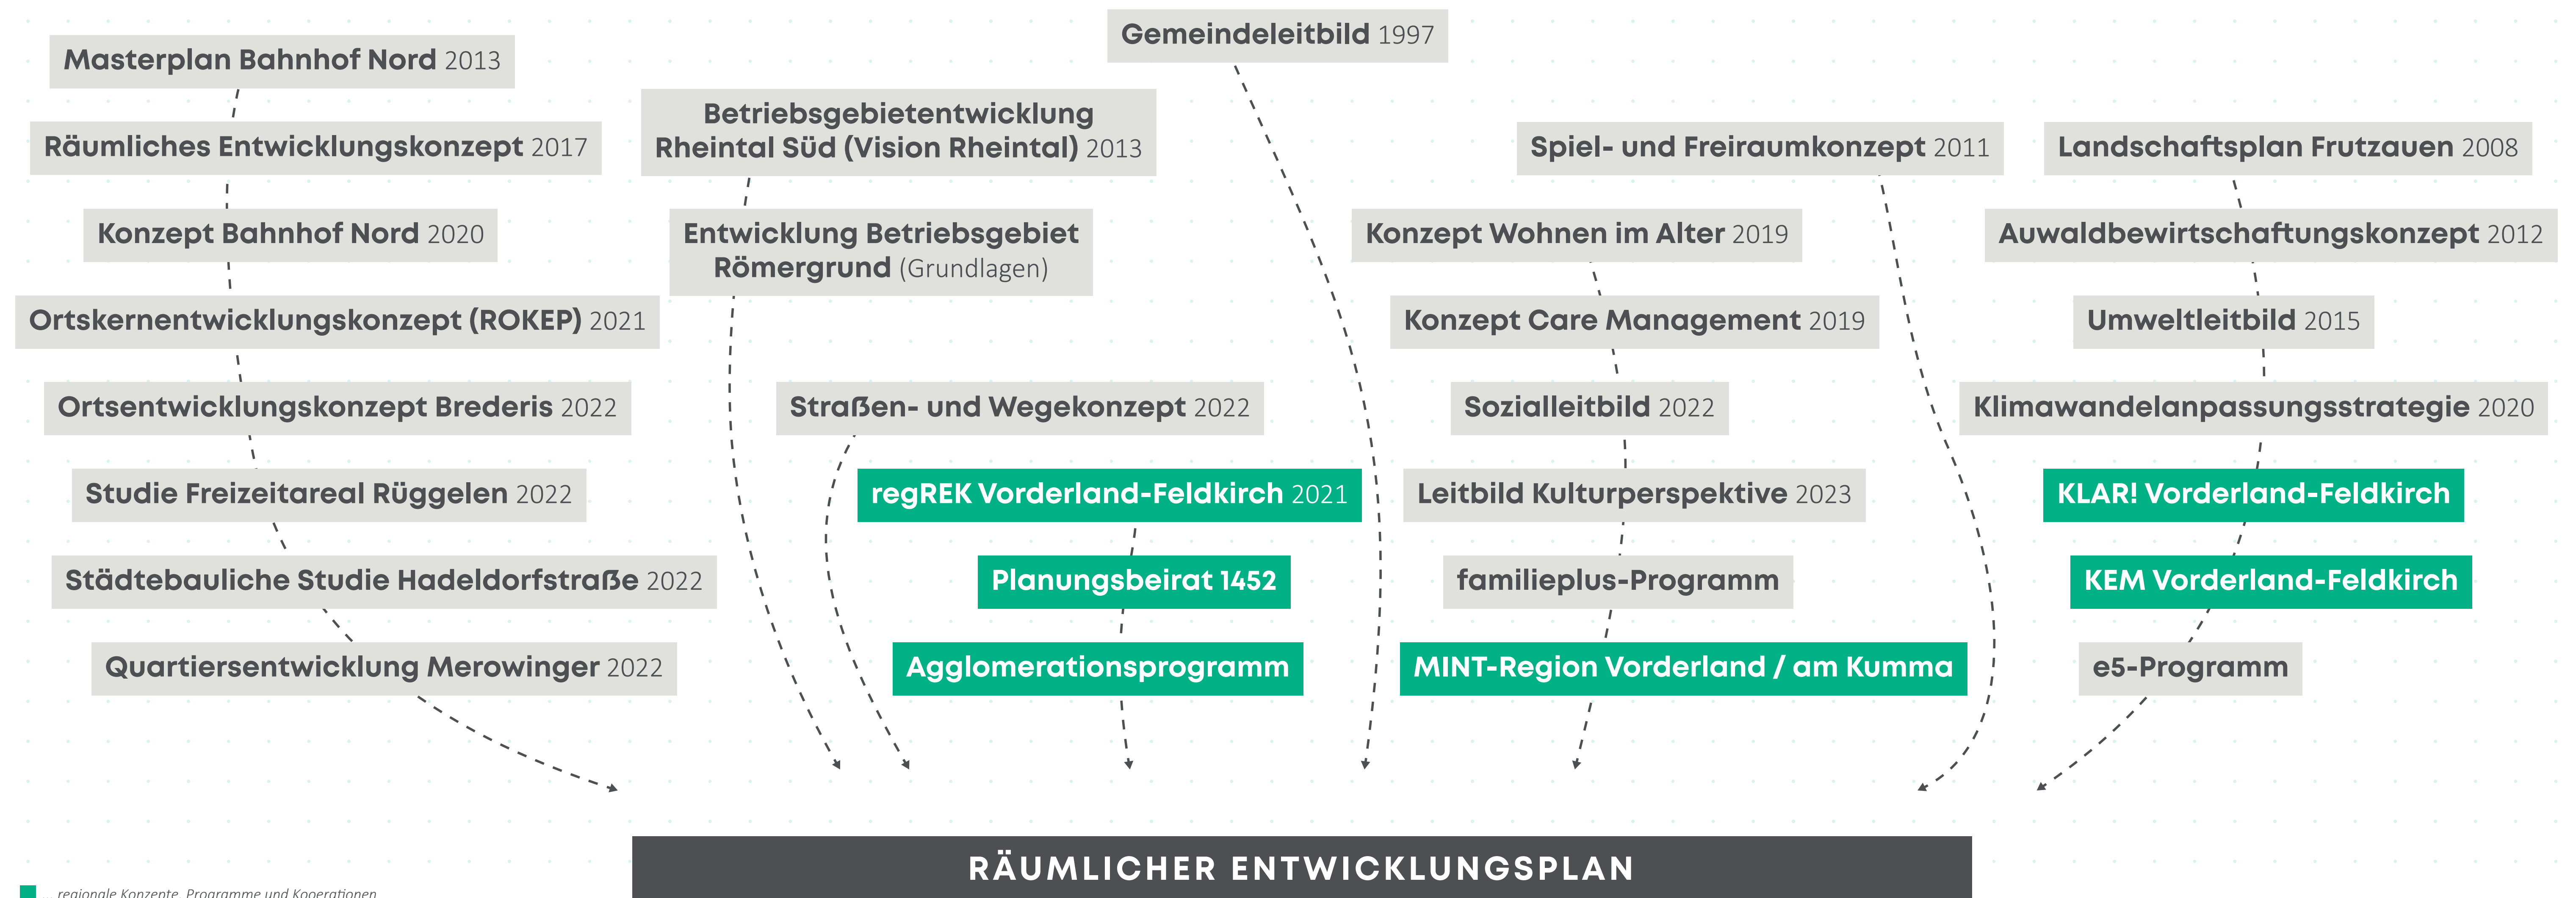 Gemeindeleitbild 1997
Masterplan Bahnhof Nord 2013
Räumliches Entwicklungskonzept 2017
Konzept Bahnhof Nord 2020
Ortskernentwicklungskonzept (ROKEP) 2021
Ortsentwicklungskonzept Brederis 2022
Studie Freizeitareal Rüggelen 2022
Städtebauliche Studie Hadeldorfstraße 2022
Quartiersentwicklung Merowinger 2022
Betriebsgebietentwicklung
Rheintal Süd (Vision Rheintal) 2013
Entwicklung Betriebsgebiet
Römergrund (Grundlagen)
Straßen- und Wegekonzept 2022
regREK Vorderland-Feldkirch 2021
Planungsbeirat 1452
Agglomerationsprogramm
Spiel- und Freiraumkonzept 2011
Konzept Wohnen im Alter 2019
Konzept Care Management 2019
Sozialleitbild 2022
Leitbild Kulturperspektive 2023
familieplus-Programm
MINT-Region Vorderland / am Kumma
Landschaftsplan Frutzauen 2008
Auwaldbewirtschaftungskonzept 2012
Umweltleitbild 2015
Klimawandelanpassungsstrategie 2020
KLAR! Vorderland-Feldkirch
KEM Vorderland-Feldkirch
e5-Programm
RÄUMLICHER ENTWICKLUNGSPLAN
... regionale Konzepte, Programme und Kooperationen